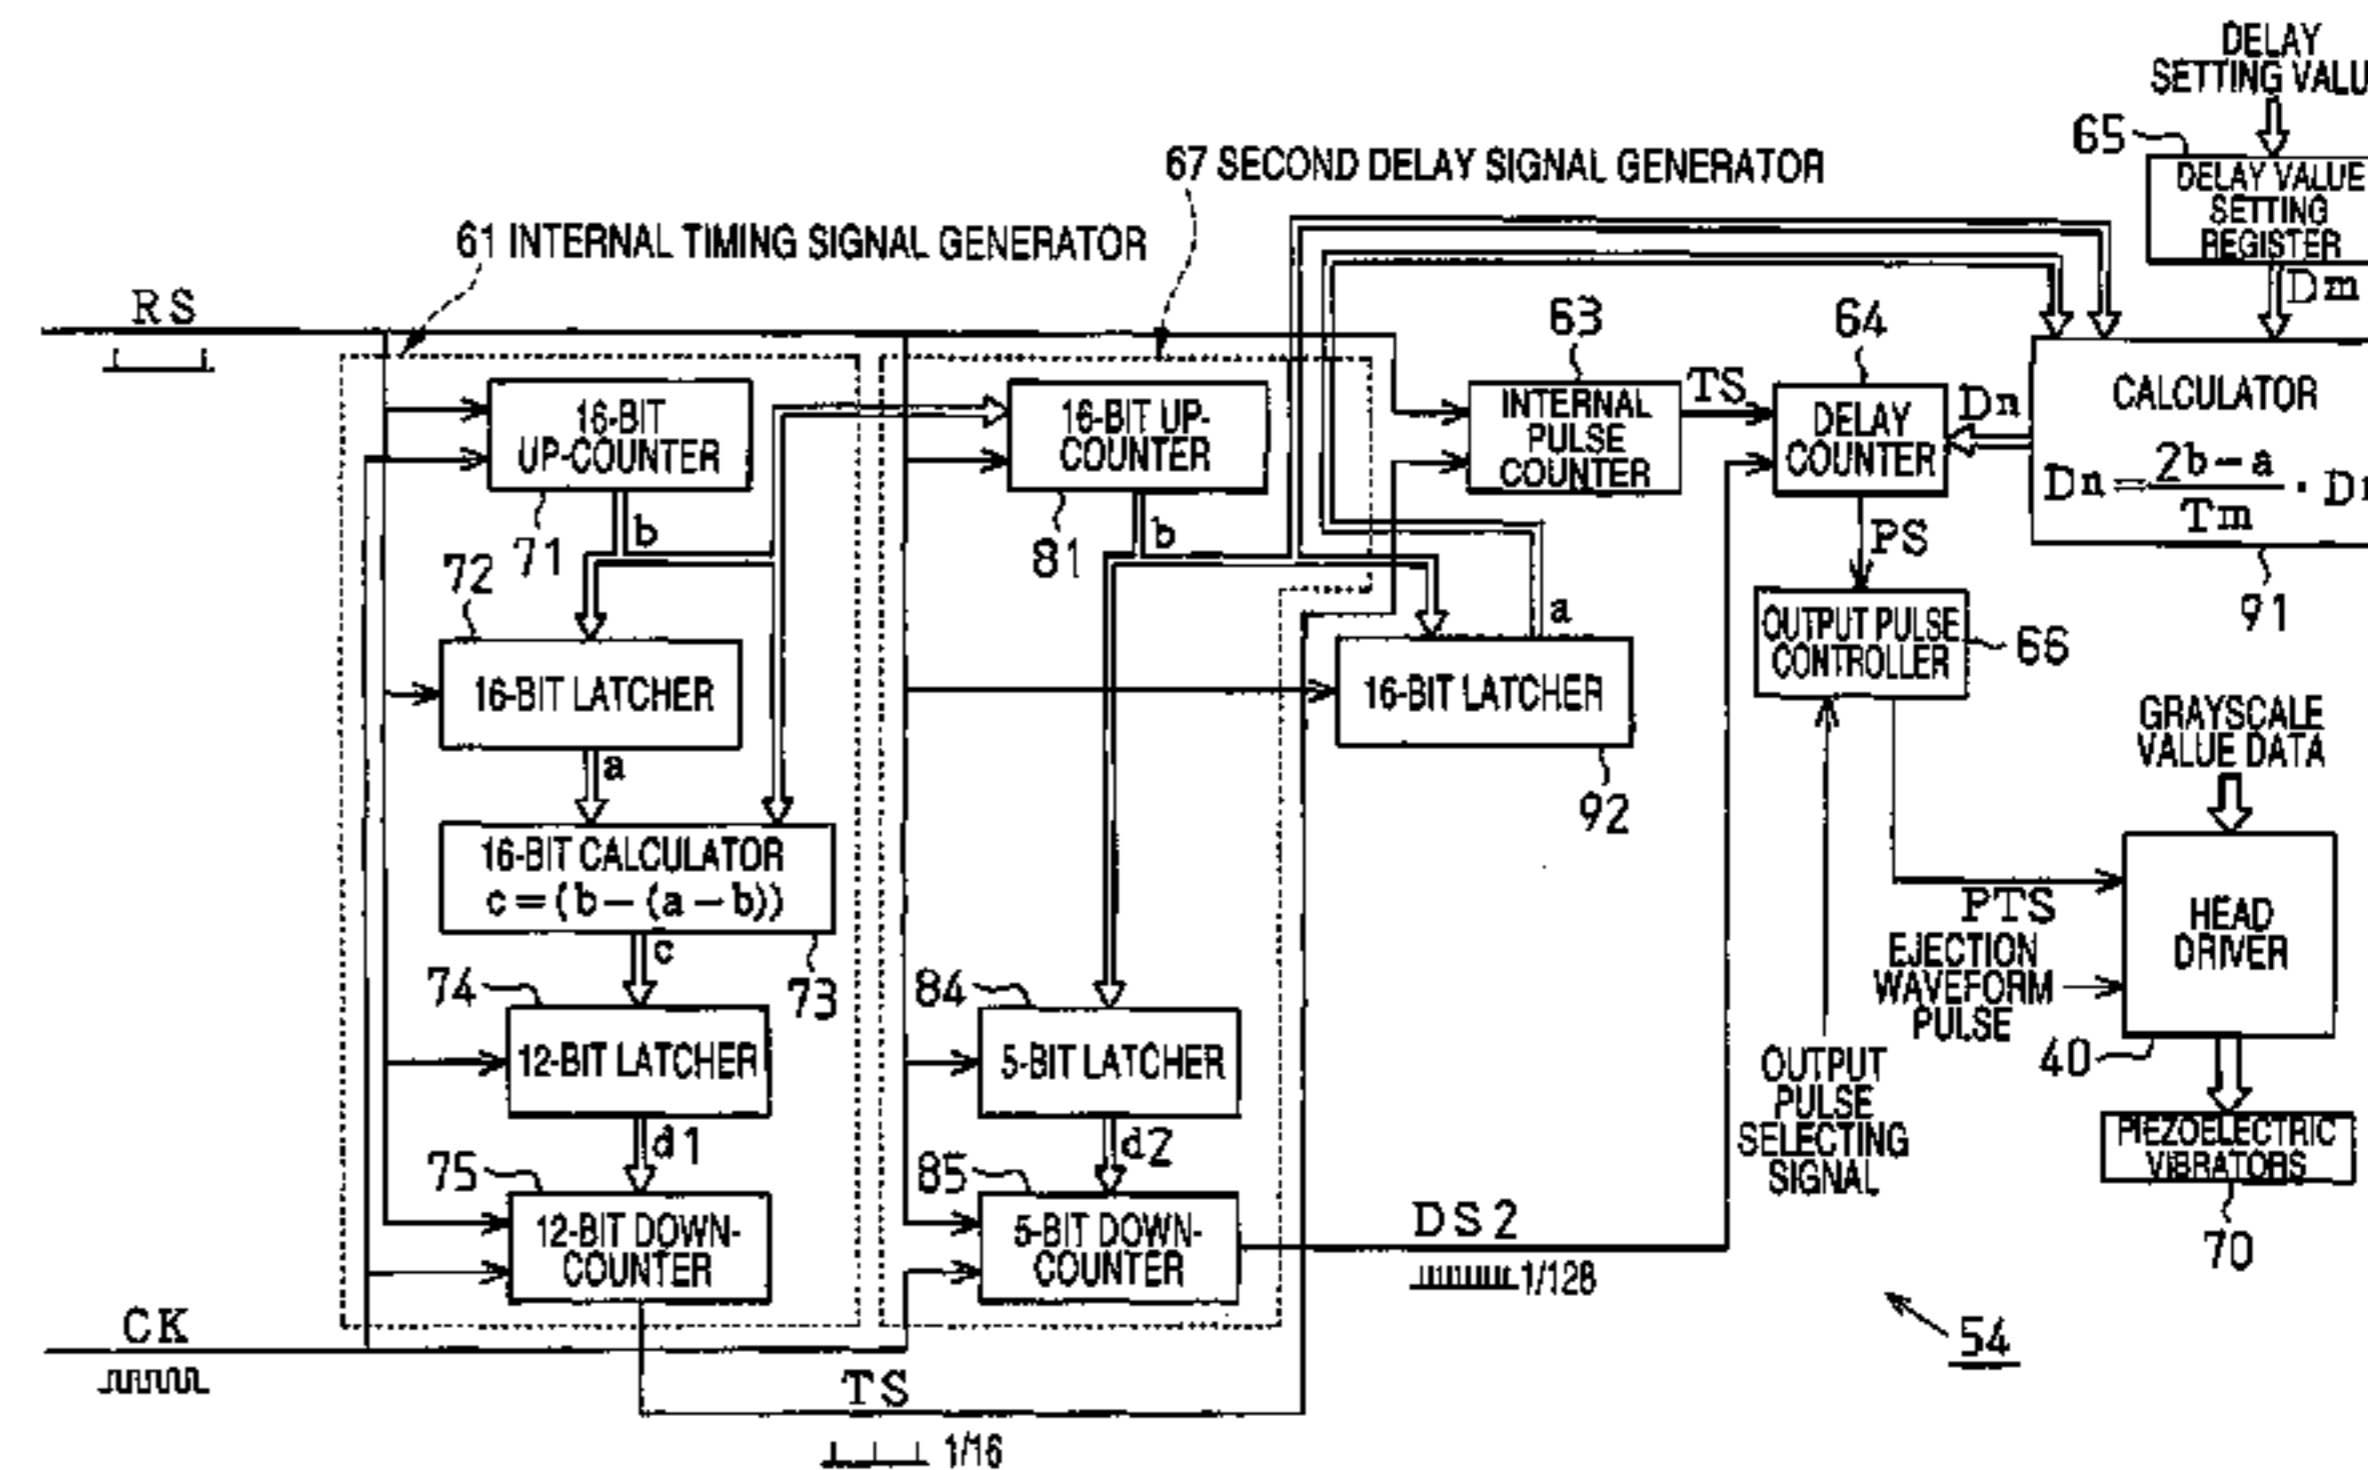 DELAY
SETTING VALU
65
DELAY VALUE
SETTING
REGISTER
Dm
67 SECOND DELAY SIGNAL GENERATOR
61 INTERNAL TIMING SIGNAL GENERATOR
RS
63
64
16-BIT
UP-COUNTER
71
b
16-BIT UP-
COUNTER
81
b
INTERNAL
PULSE
COUNTER
TS
DELAY
COUNTER
Dn
CALCULATOR
Dn = 2b-a / Tm · D
91
PS
72
16-BIT LATCHER
a
a
16-BIT LATCHER
92
OUTPUT PULSE
CONTROLLER
66
GRAYSCALE
VALUE DATA
16-BIT CALCULATOR
c=(b-(a-b))
73
c
PTS
HEAD
DRIVER
40
EJECTION
WAVEFORM
PULSE
74
12-BIT LATCHER
d1
84
5-BIT LATCHER
d2
OUTPUT
PULSE
SELECTING
SIGNAL
PIEZOELECTRIC
VIBRATORS
70
75
12-BIT DOWN-
COUNTER
85
5-BIT DOWN-
COUNTER
DS2
1/128
54
CK
TS
1/16